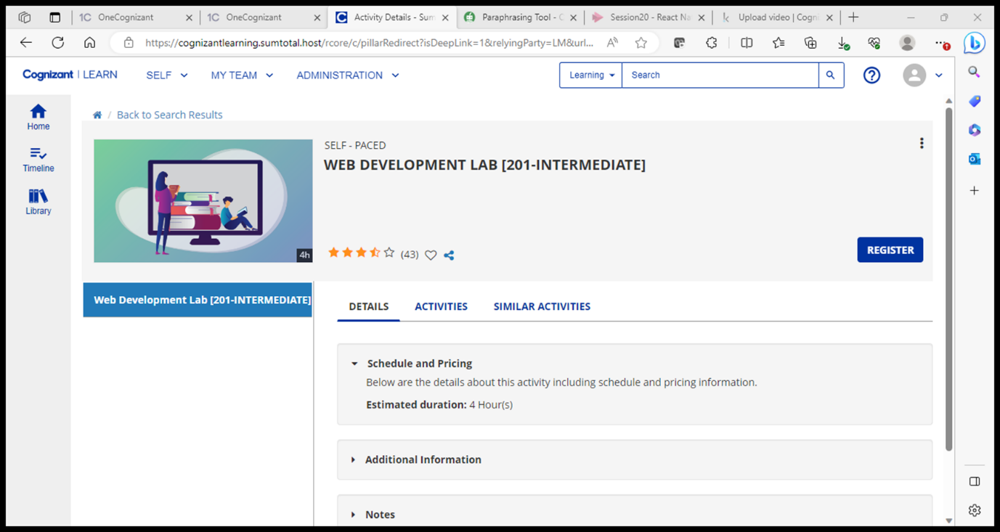 1C OneCognizant
1C OneCognizant
Activity Details - Sum
Paraphrasing Tool - C
Session20 - React Na
Upload video | Cogni
https://cognizantlearning.sumtotal.host/rcore/c/pillarRedirect?isDeepLink=1&relyingParty=LM&url...
Cognizant | LEARN
SELF
MY TEAM
ADMINISTRATION
Learning
Search
Home
Timeline
Library
/ Back to Search Results
SELF - PACED
WEB DEVELOPMENT LAB [201-INTERMEDIATE]
4h
(43)
REGISTER
Web Development Lab [201-INTERMEDIATE]
DETAILS
ACTIVITIES
SIMILAR ACTIVITIES
Schedule and Pricing
Below are the details about this activity including schedule and pricing information.
Estimated duration: 4 Hour(s)
Additional Information
Notes